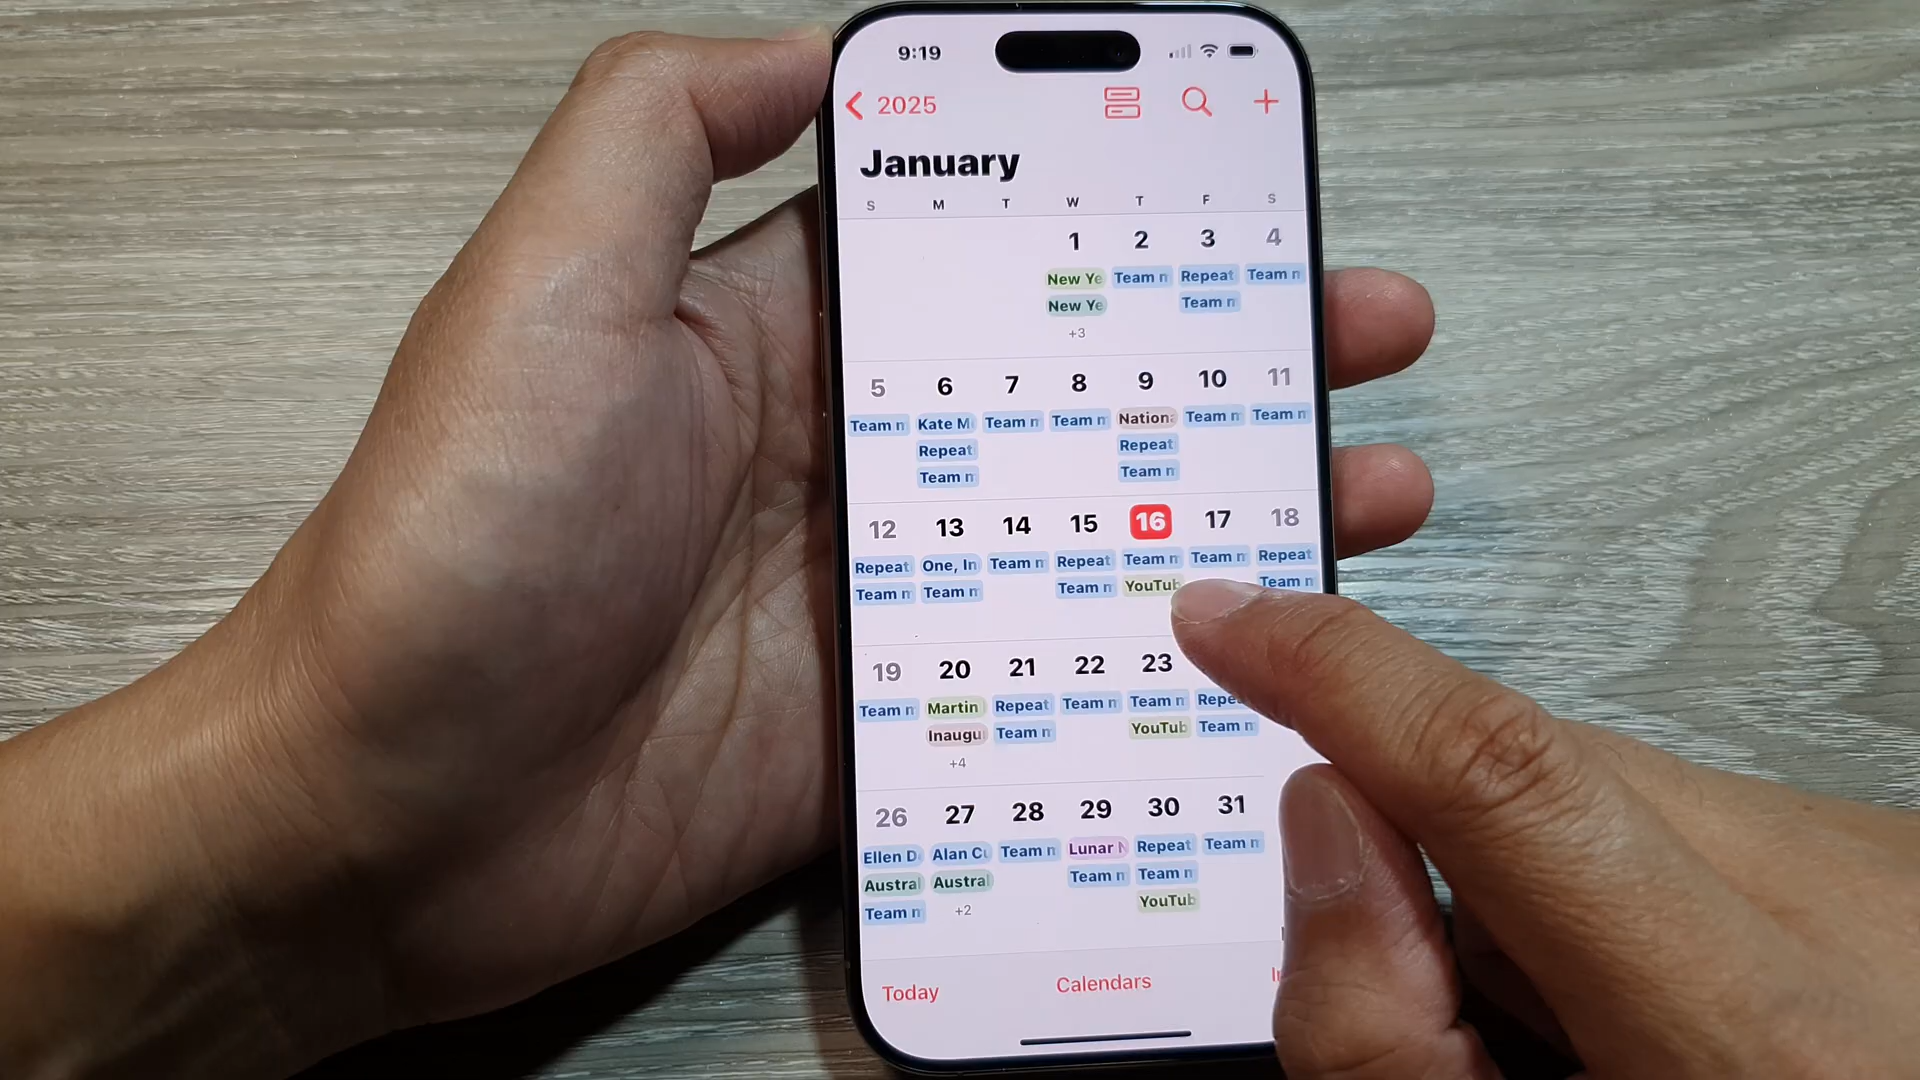 9:19
2025
January
S M T W T F S
1 2 3 4
New Ye Team n Repeat Team n
New Ye Team n
+3
5 6 7 8 9 10 11
Team n Kate M Team n Team n Nation Team n Team n
Repeat Repeat
Team n Team n
12 13 14 15 16 17 18
Repeat One, In Team n Repeat Team n Team n Repeat
Team n Team n Team n YouTub Team n
19 20 21 22 23
Team n Martin Repeat Team n Team n Repe
Inaugu Team n YouTub Team n
+4
26 27 28 29 30 31
Ellen D Alan Cu Team n Lunar N Repeat Team n
Austral Austral Team n Team n
Team n +2 YouTub
Today Calendars